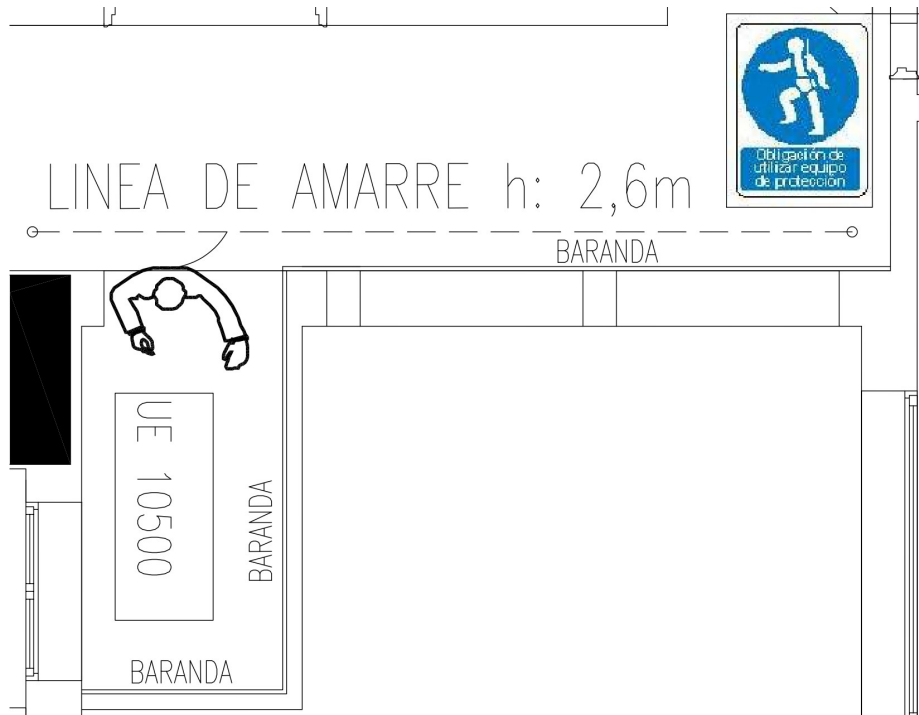 Obligación de
utilizar equipo
de protección
LINEA DE AMARRE h: 2,6m
BARANDA
UE 10500
BARANDA
BARANDA